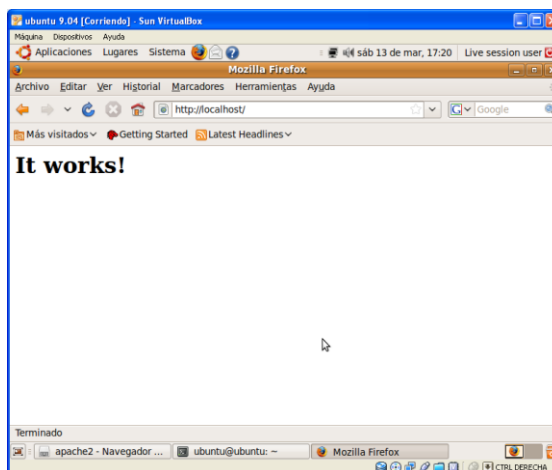 ubuntu 9.04 [Corriendo] - Sun VirtualBox
Máquina Dispositivos Ayuda
Aplicaciones Lugares Sistema sáb 13 de mar, 17:20 Live session user
Mozilla Firefox
Archivo Editar Ver Historial Marcadores Herramientas Ayuda
http://localhost/ Google
Más visitados Getting Started Latest Headlines
It works!
Terminado
apache2 - Navegador ... ubuntu@ubuntu: ~ Mozilla Firefox
CTRL DERECHA